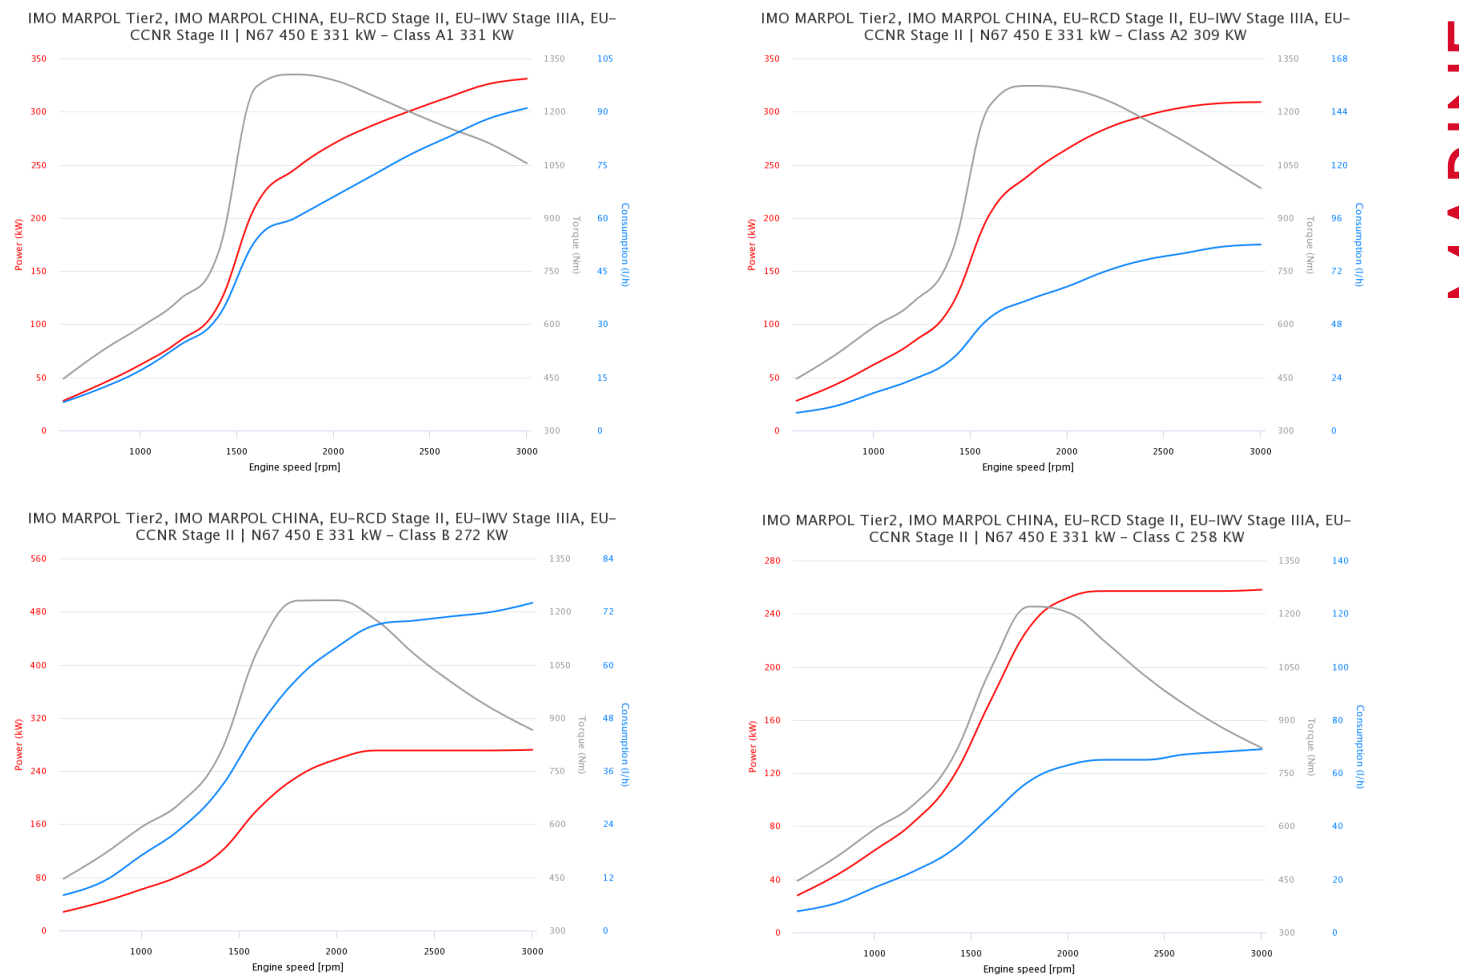 IMO MARPOL Tier2, IMO MARPOL CHINA, EU-RCD Stage II, EU-IWV Stage IIIA, EU-
CCNR Stage II | N67 450 E 331 kW - Class A1 331 KW
350 1350 105
300 1200 90
250 1050 75
200 900 60
150 750 45
100 600 30
50 450 15
0 300 0
Power (kW)
Torque (Nm)
Consumption (l/h)
1000 1500 2000 2500 3000
Engine speed [rpm]
IMO MARPOL Tier2, IMO MARPOL CHINA, EU-RCD Stage II, EU-IWV Stage IIIA, EU-
CCNR Stage II | N67 450 E 331 kW - Class A2 309 KW
350 1350 168
300 1200 144
250 1050 120
200 900 96
150 750 72
100 600 48
50 450 24
0 300 0
Power (kW)
Torque (Nm)
Consumption (l/h)
1000 1500 2000 2500 3000
Engine speed [rpm]
IMO MARPOL Tier2, IMO MARPOL CHINA, EU-RCD Stage II, EU-IWV Stage IIIA, EU-
CCNR Stage II | N67 450 E 331 kW - Class B 272 KW
560 1350 84
480 1200 72
400 1050 60
320 900 48
240 750 36
160 600 24
80 450 12
0 300 0
Power (kW)
Torque (Nm)
Consumption (l/h)
1000 1500 2000 2500 3000
Engine speed [rpm]
IMO MARPOL Tier2, IMO MARPOL CHINA, EU-RCD Stage II, EU-IWV Stage IIIA, EU-
CCNR Stage II | N67 450 E 331 kW - Class C 258 KW
280 1350 140
240 1200 120
200 1050 100
160 900 80
120 750 60
80 600 40
40 450 20
0 300 0
Power (kW)
Torque (Nm)
Consumption (l/h)
1000 1500 2000 2500 3000
Engine speed [rpm]